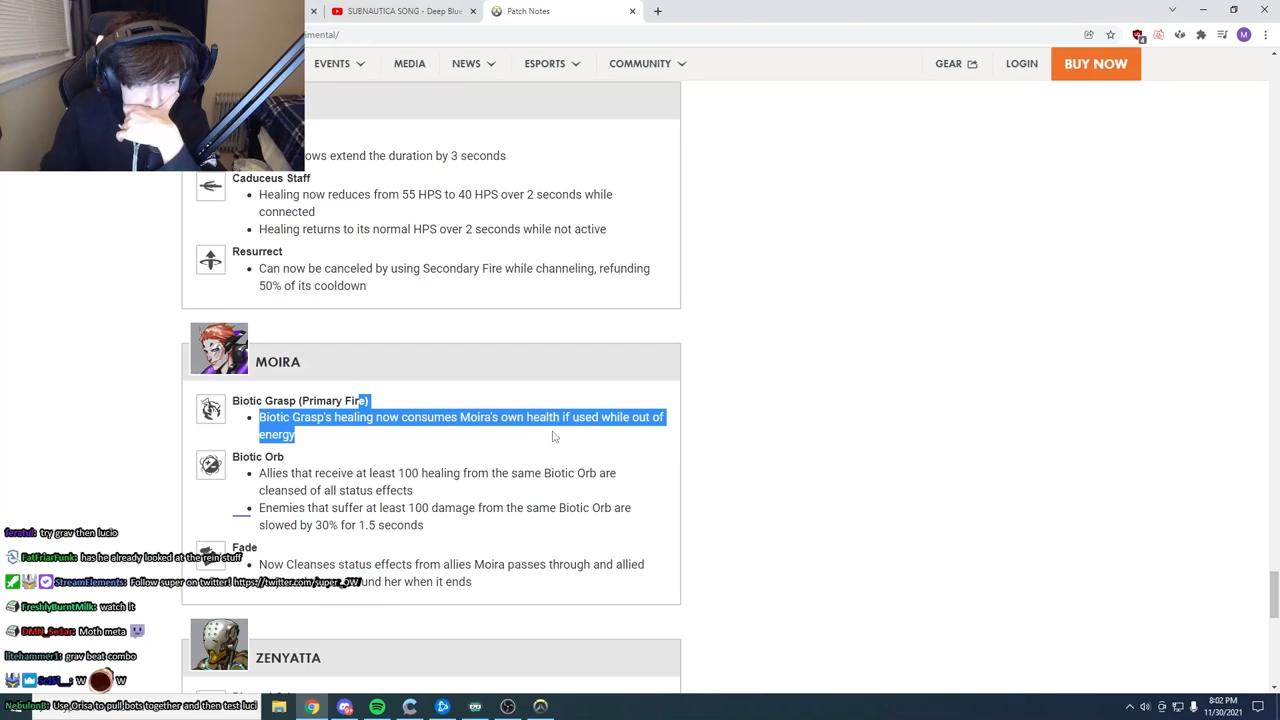 SUBNAUTICA SONG - Deep Blue
Patch Notes
imental/
EVENTS
MEDIA
NEWS
ESPORTS
COMMUNITY
GEAR
LOGIN
BUY NOW
ows extend the duration by 3 seconds
Caduceus Staff
Healing now reduces from 55 HPS to 40 HPS over 2 seconds while
connected
Healing returns to its normal HPS over 2 seconds while not active
Resurrect
Can now be canceled by using Secondary Fire while channeling, refunding
50% of its cooldown
MOIRA
Biotic Grasp (Primary Fire)
Biotic Grasp's healing now consumes Moira's own health if used while out of
energy
Biotic Orb
Allies that receive at least 100 healing from the same Biotic Orb are
cleansed of all status effects
Enemies that suffer at least 100 damage from the same Biotic Orb are
slowed by 30% for 1.5 seconds
Fade
Now Cleanses status effects from allies Moira passes through and allied
und her when it ends
ZENYATTA
feratul: try grav then lucio
FatFriarFunk: has he already looked at the rein stuff
StreamElements: Follow super on twitter! https://twitter.com/super_OW
FreshlyBurntMilk: watch it
DMN_So1ar: Moth meta
litehammer1: grav beat combo
W W
NebulonB: Use Orisa to pull bots together and then test luci
8:02 PM
11/30/2021